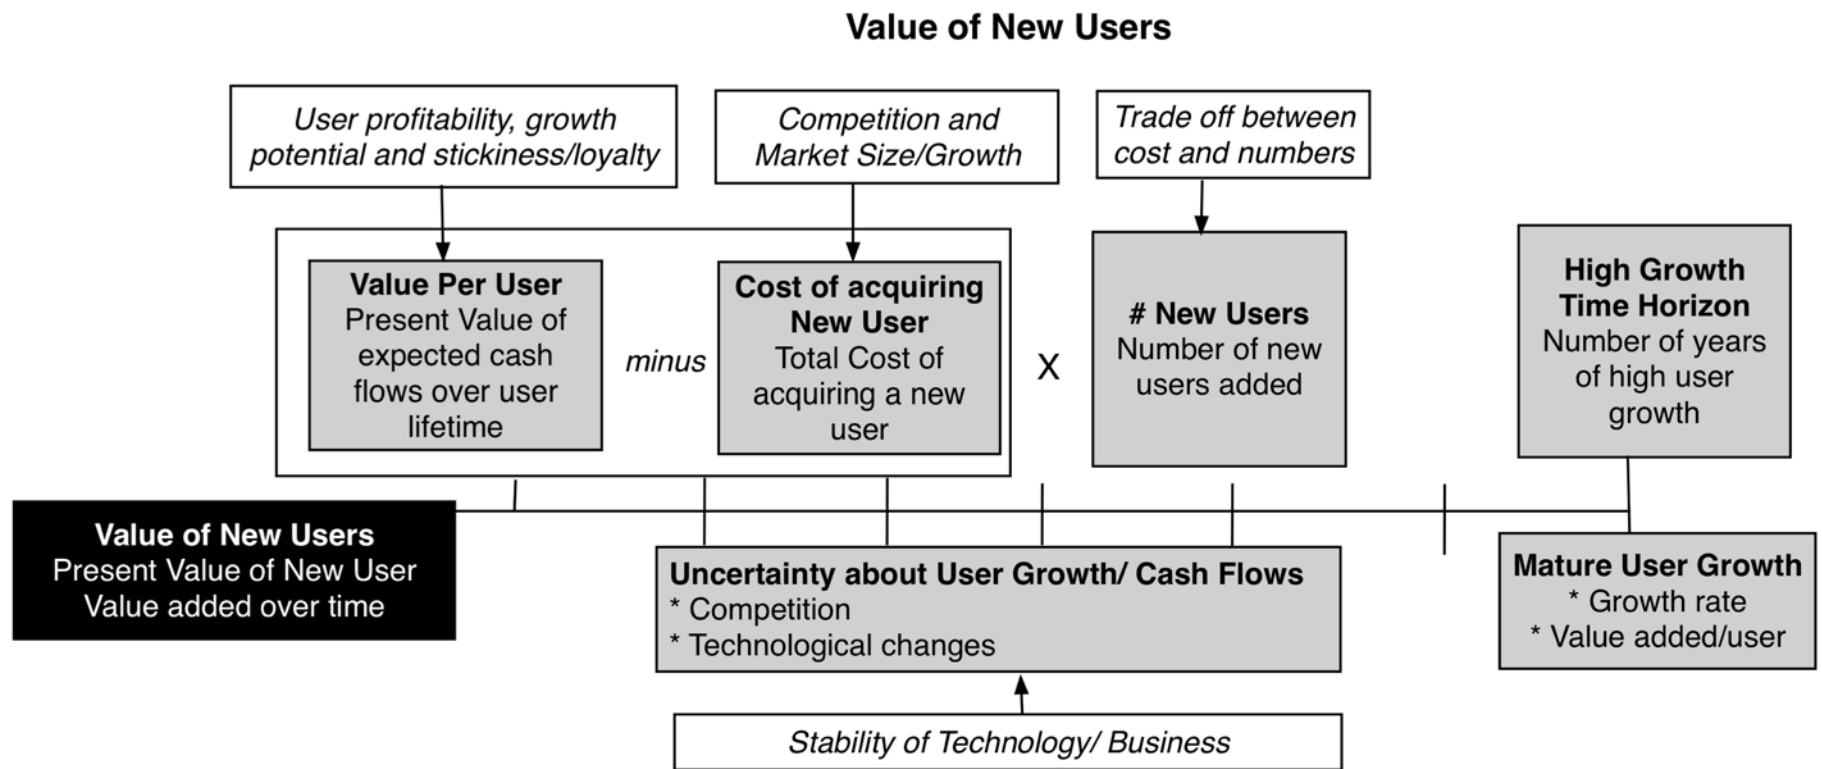 Value of New Users
User profitability, growth
potential and stickiness/loyalty
Competition and
Market Size/Growth
Trade off between
cost and numbers
Value Per User
Present Value of
expected cash
flows over user
lifetime
minus
Cost of acquiring
New User
Total Cost of
acquiring a new
user
X
# New Users
Number of new
users added
High Growth
Time Horizon
Number of years
of high user
growth
Value of New Users
Present Value of New User
Value added over time
Uncertainty about User Growth/ Cash Flows
* Competition
* Technological changes
Mature User Growth
* Growth rate
* Value added/user
Stability of Technology/ Business